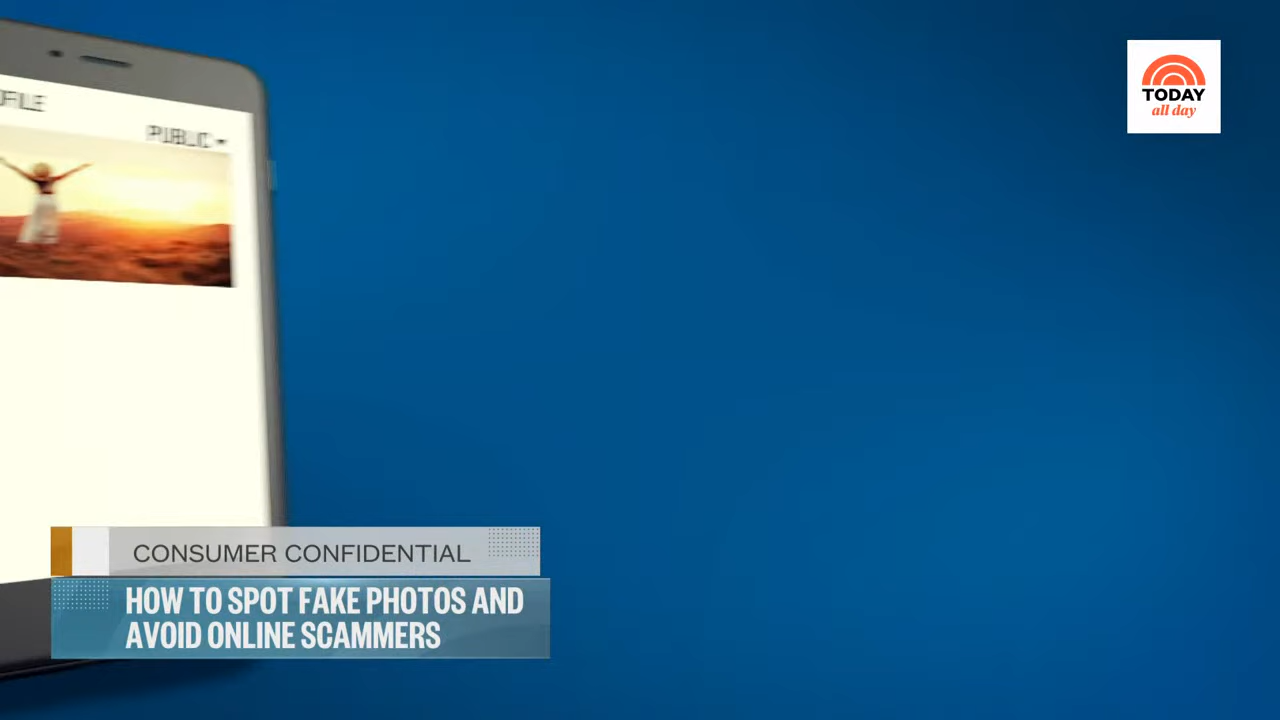 PUBLIC
TODAY
all day
CONSUMER CONFIDENTIAL
HOW TO SPOT FAKE PHOTOS AND
AVOID ONLINE SCAMMERS